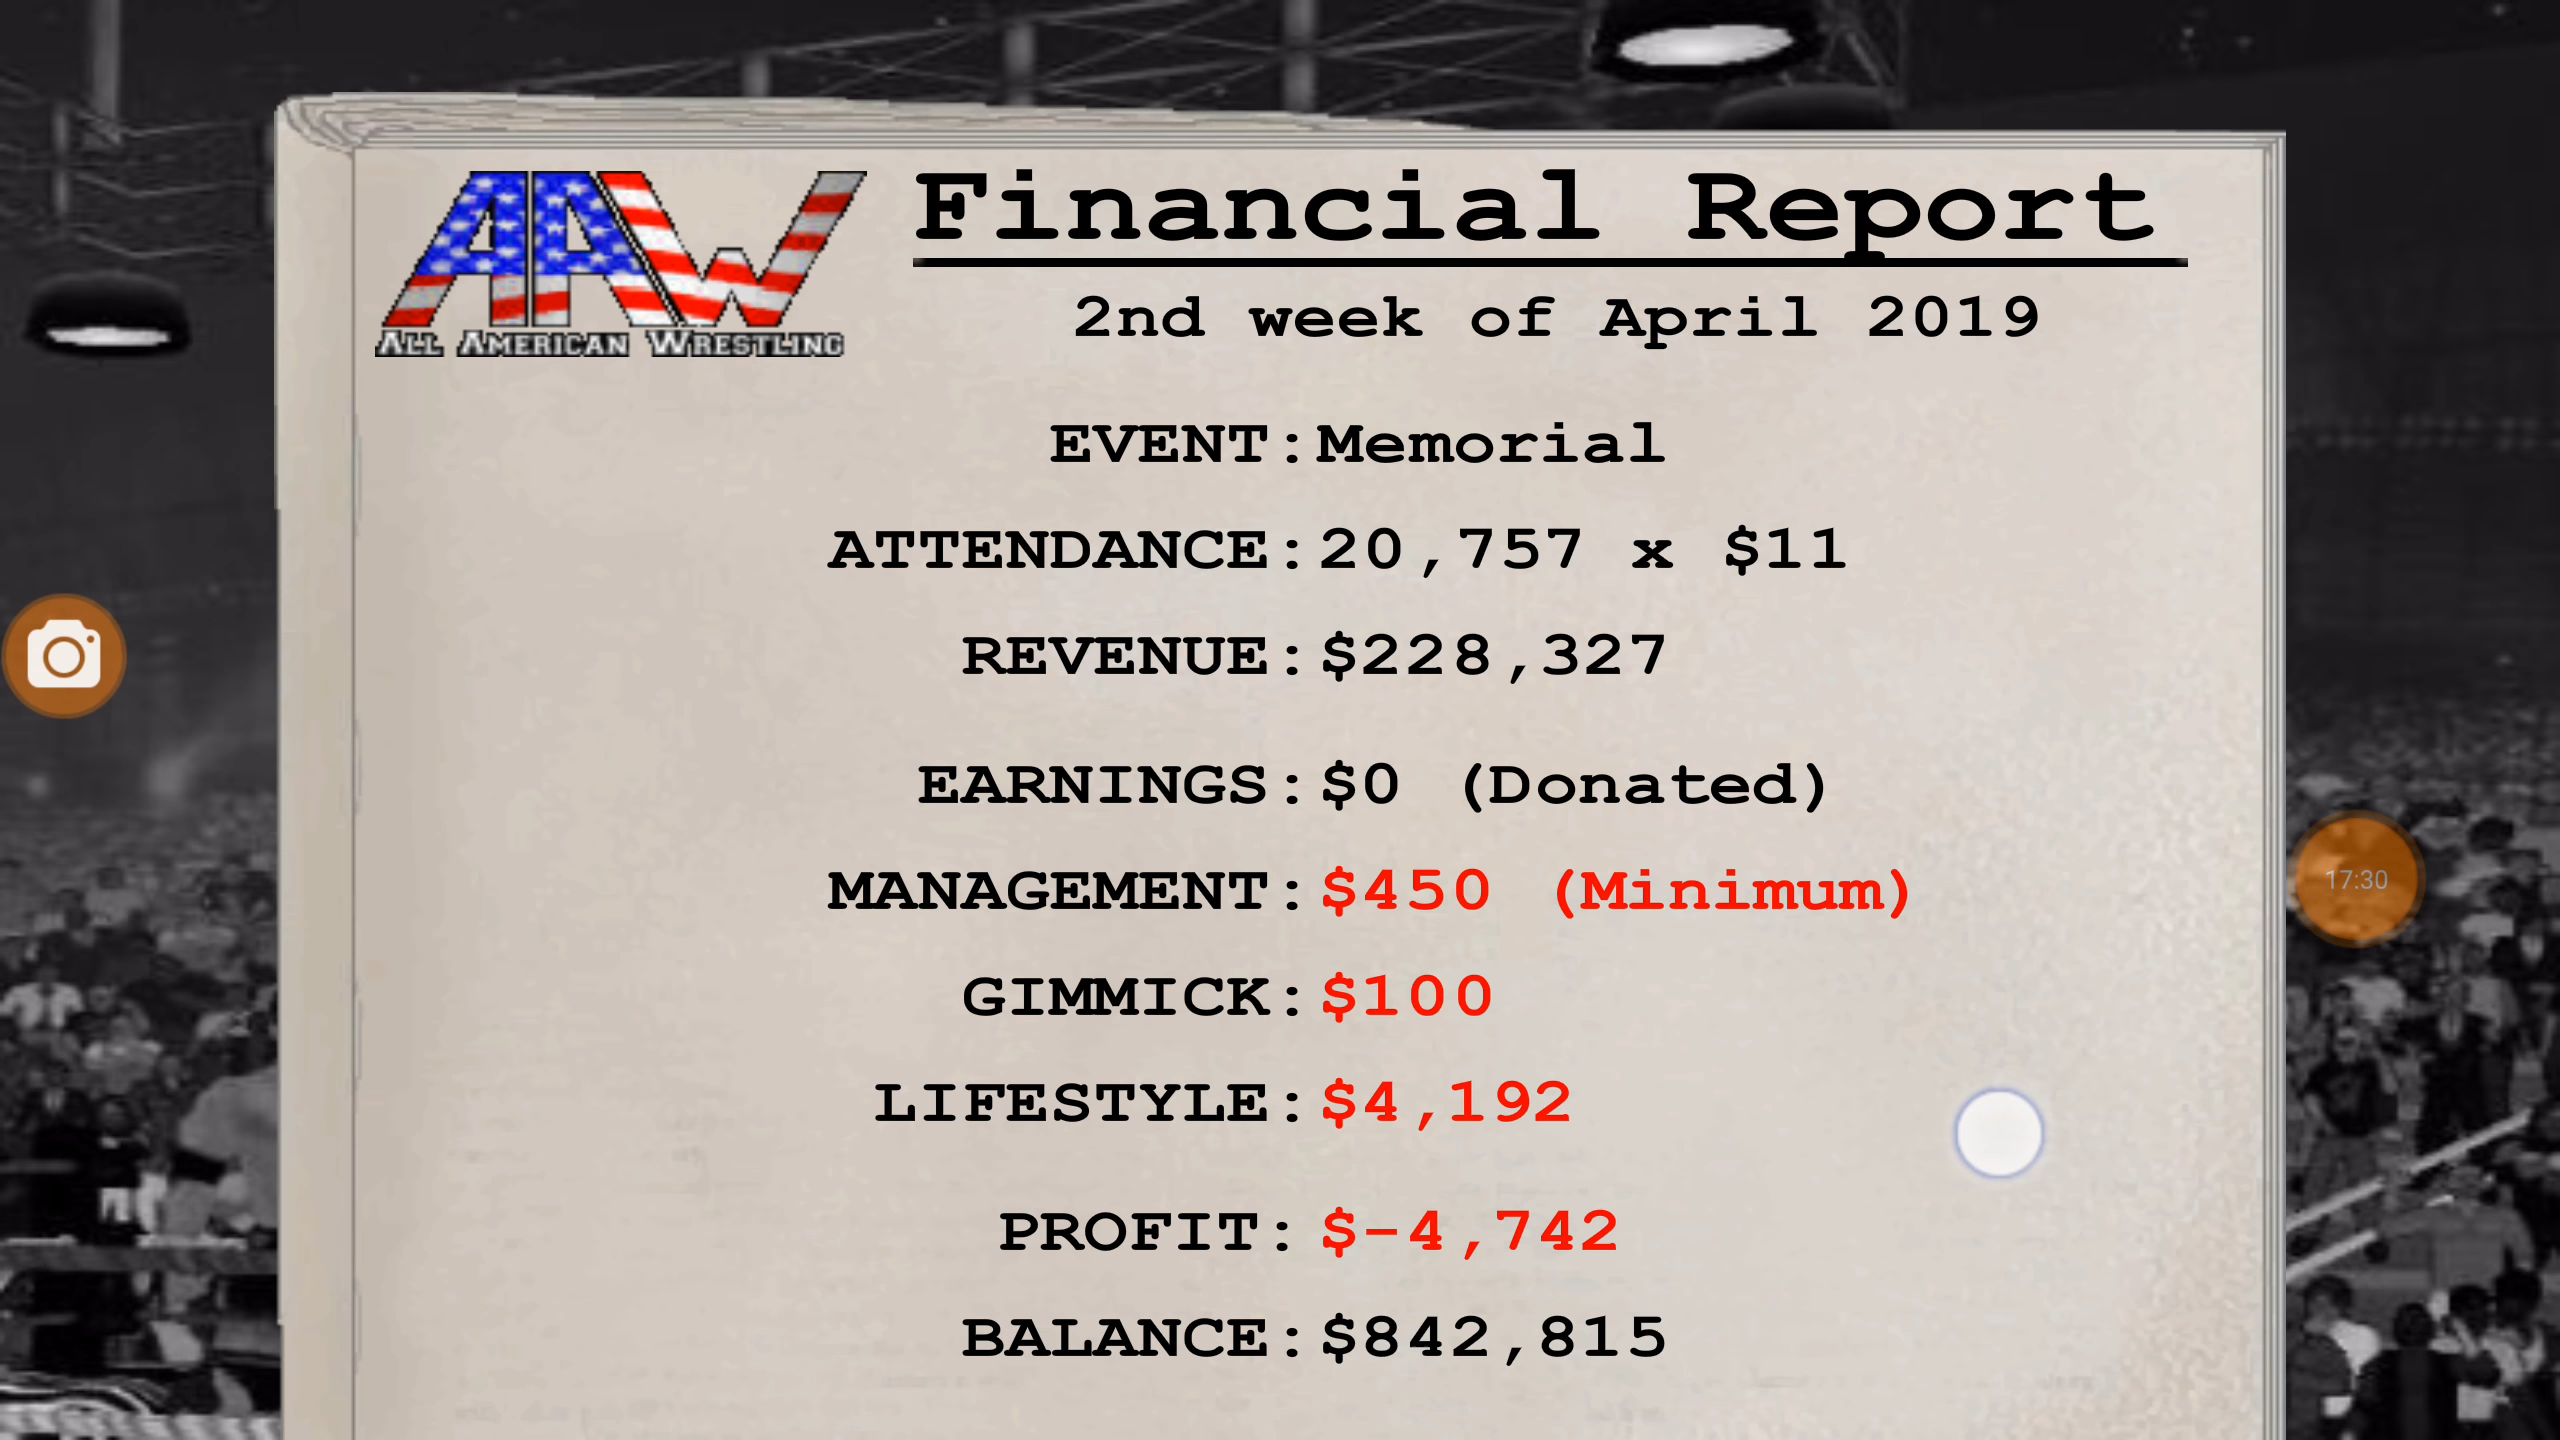 AAW
ALL AMERICAN WRESTLING
Financial Report
2nd week of April 2019
EVENT: Memorial
ATTENDANCE: 20,757 x $11
REVENUE: $228,327
EARNINGS: $0 (Donated)
MANAGEMENT: $450 (Minimum)
GIMMICK: $100
LIFESTYLE: $4,192
PROFIT: $-4,742
BALANCE: $842,815
17:30